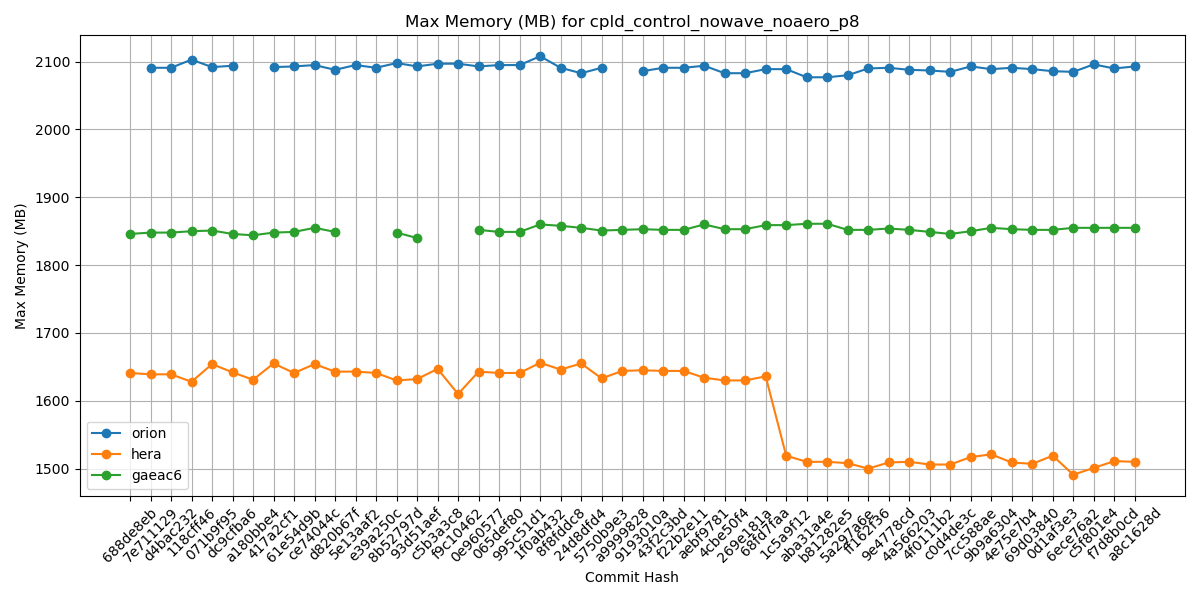 Max Memory (MB) for cpld_control_nowave_noaero_p8
Max Memory (MB)
2100
2000
1900
1800
1700
1600
1500
orion
hera
gaeac6
688de8eb
7e711129
d4bac232
118cff46
071b9f95
dc9cfba6
a180bbe4
417a2cf1
61e54d9b
ce74044c
d820b67f
5e13aaf2
e39a250c
8b52797d
93d51aef
c5b3a3c8
f9c10462
0e960577
065def80
995c51d1
1f0ab432
8f8fddc8
24d8dfd4
5750b9e3
a9999828
9193010a
43f2c3bd
f22b2e11
aebf9781
4cbe50f4
269e181a
68fd7faa
1c5a9f12
aba31a4e
b81282e5
5a297a6e
ff162f36
9e4778cd
4a566203
4f0111b2
c0d4de3c
7cc588ae
9b9a6304
4e75e7b4
69d03840
0d1af3e3
6ece76a2
c5f801e4
f7d8b0cd
a8c1628d
Commit Hash